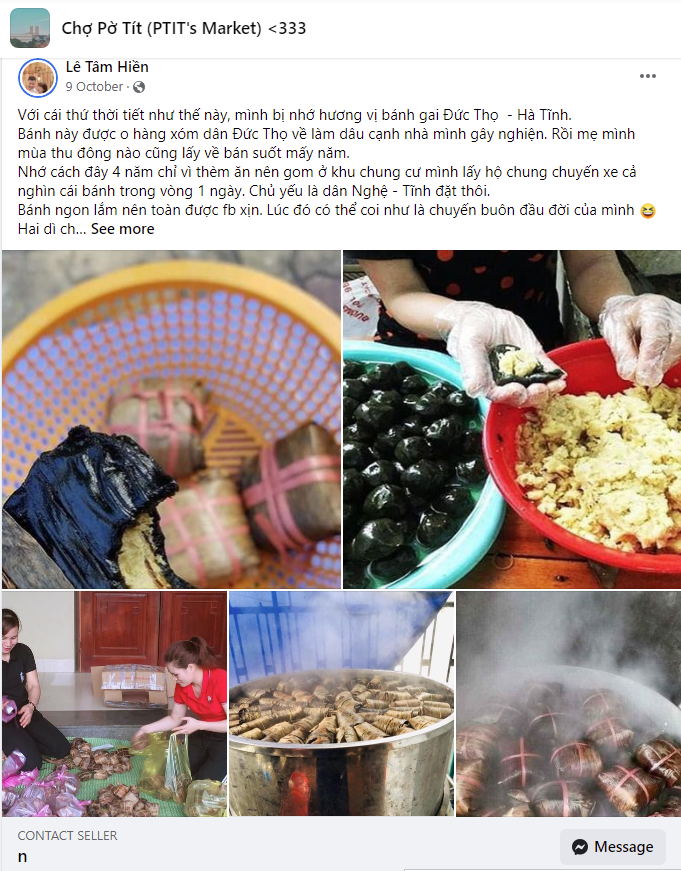 Chợ Pờ Tít (PTIT's Market) <333
Lê Tâm Hiền
9 October ·
Với cái thứ thời tiết như thế này, mình bị nhớ hương vị bánh gai Đức Thọ - Hà Tĩnh.
Bánh này được o hàng xóm dân Đức Thọ về làm dâu cạnh nhà mình gây nghiện. Rồi mẹ mình
mùa thu đông nào cũng lấy về bán suốt mấy năm.
Nhớ cách đây 4 năm chỉ vì thèm ăn nên gom ở khu chung cư mình lấy hộ chung chuyến xe cả
nghìn cái bánh trong vòng 1 ngày. Chủ yếu là dân Nghệ - Tĩnh đặt thôi.
Bánh ngon lắm nên toàn được fb xịn. Lúc đó có thể coi như là chuyến buôn đầu đời của mình 😆
Hai dì ch... See more
CONTACT SELLER
n
Message